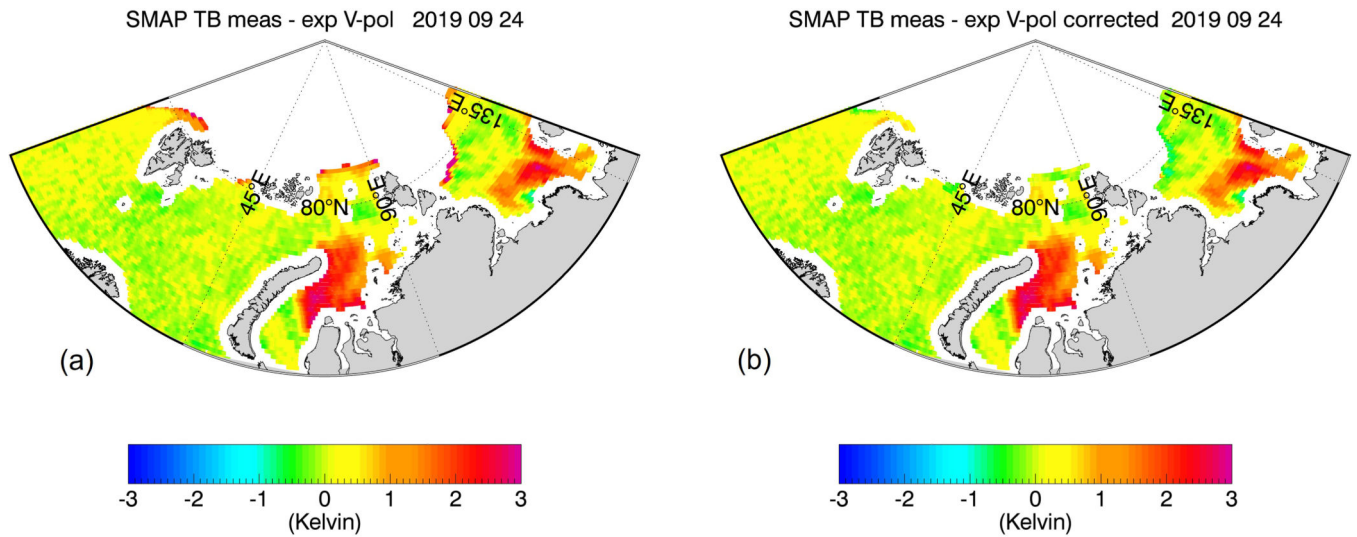 SMAP TB meas - exp V-pol 2019 09 24
135°E
45°E
80°N
90°E
(a)
-3 -2 -1 0 1 2 3
(Kelvin)
SMAP TB meas - exp V-pol corrected 2019 09 24
135°E
45°E
80°N
90°E
(b)
-3 -2 -1 0 1 2 3
(Kelvin)